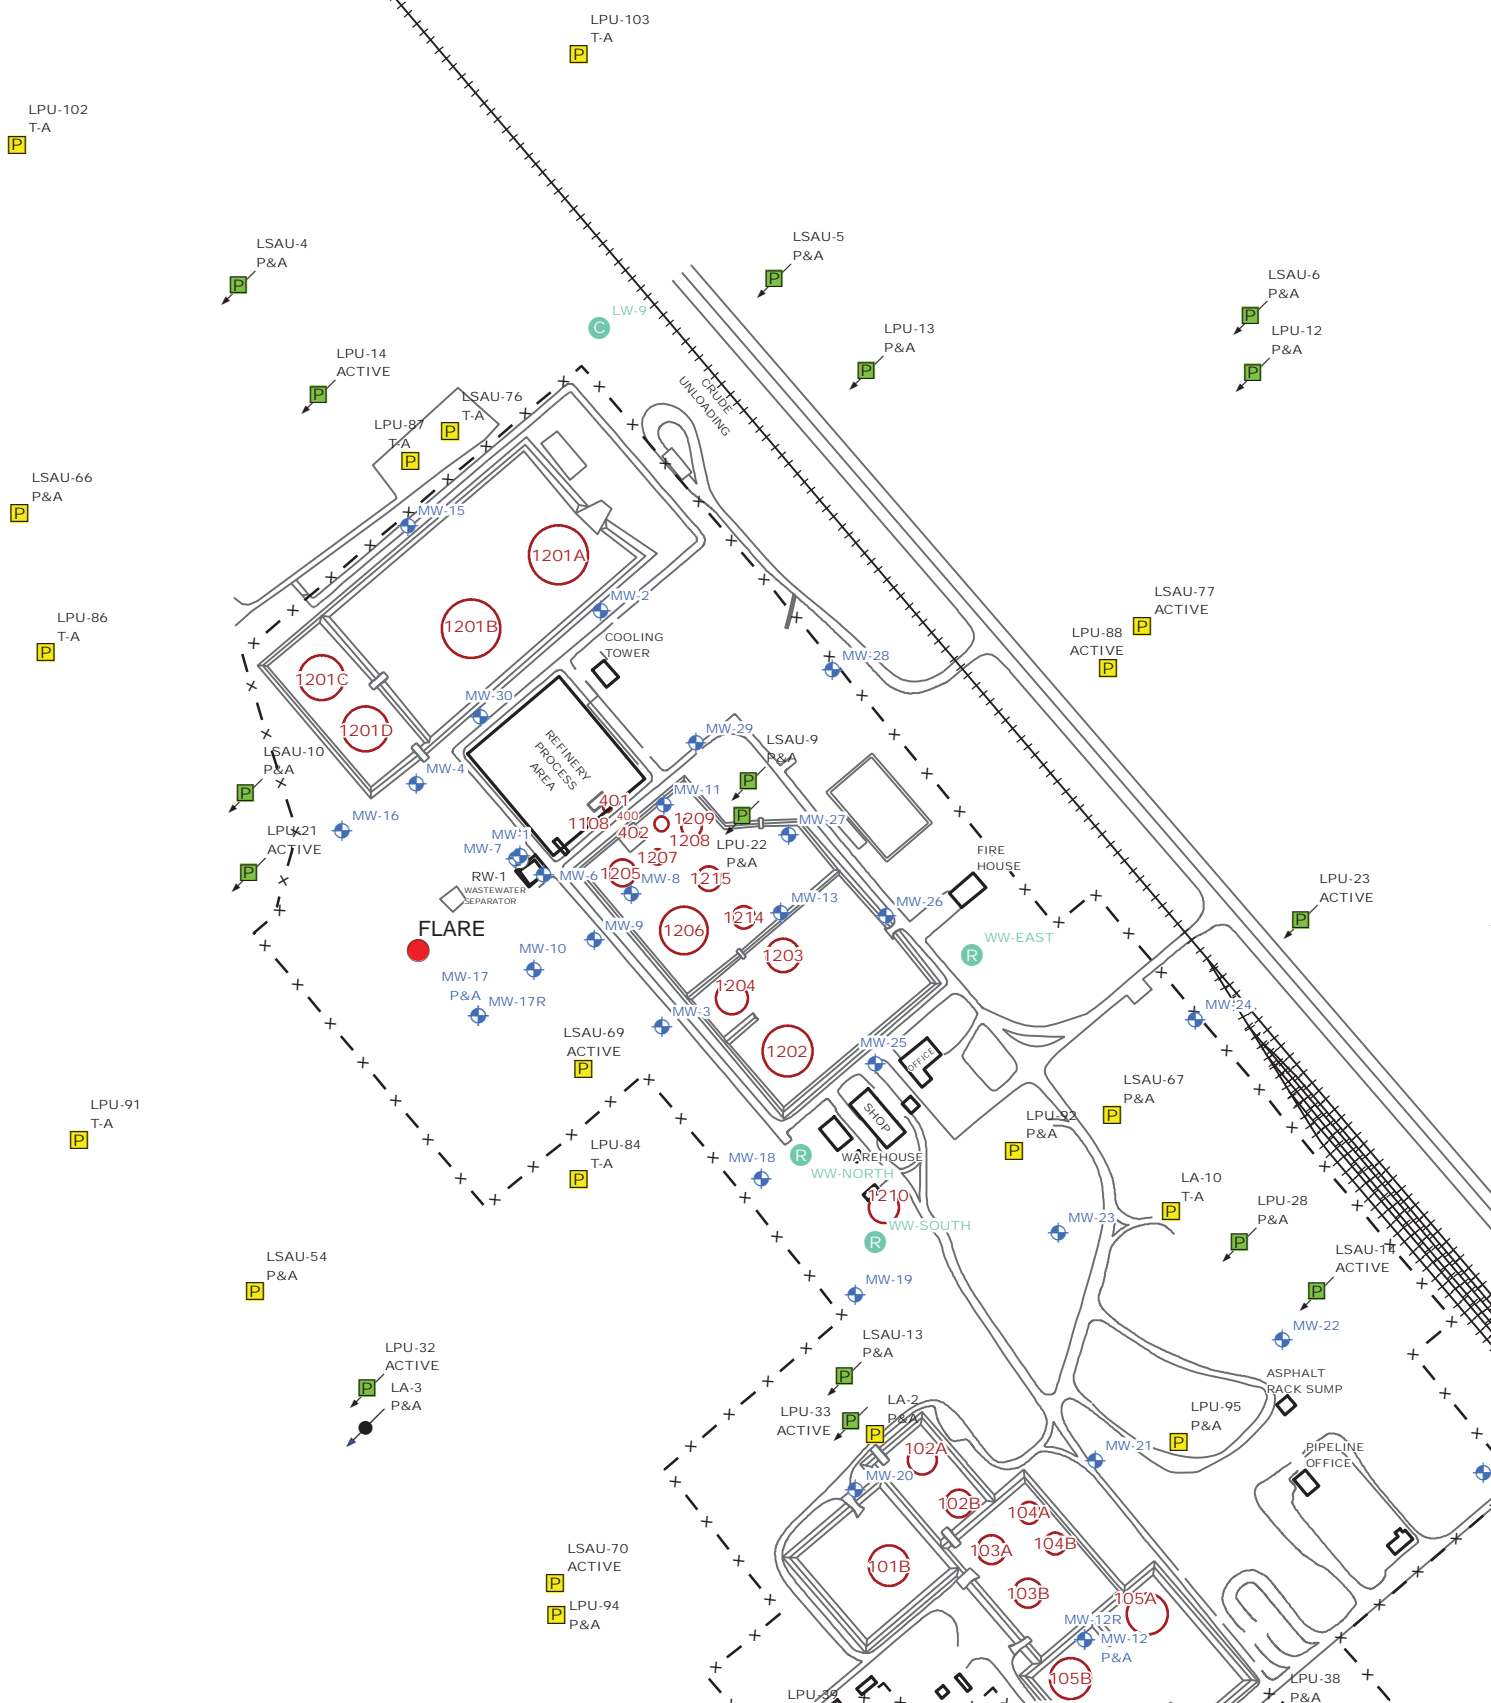 LPU-103
T-A
P
LPU-102
T-A
P
LSAU-4
P&A
P
LSAU-5
P&A
P
LSAU-6
P&A
P
LW-9
C
LPU-13
P&A
P
LPU-12
P&A
P
LPU-14
ACTIVE
P
CRUDE
UNLOADING
LSAU-76
T-A
P
LPU-87
T-A
P
LSAU-66
P&A
P
MW-15
1201A
LPU-86
T-A
P
MW-2
1201B
LSAU-77
ACTIVE
P
LPU-88
ACTIVE
P
COOLING
TOWER
MW-28
1201C
MW-30
1201D
REFINERY
PROCESS
AREA
MW-29
LSAU-9
P&A
P
LSAU-10
P&A
P
MW-4
MW-16
401
MW-11
1108
400
402
1209
1208
P
LPU-22
P&A
MW-27
LPU-21
ACTIVE
P
MW-1
MW-7
RW-1
WASTEWATER
SEPARATOR
MW-6
1207
1205
MW-8
1215
FIRE
HOUSE
LPU-23
ACTIVE
P
FLARE
MW-9
1206
1214
MW-13
MW-26
WW-EAST
R
MW-10
1203
MW-17
P&A
MW-17R
1204
MW-3
MW-24
LSAU-69
ACTIVE
P
1202
MW-25
OFFICE
LPU-91
T-A
P
SHOP
LSAU-67
P&A
P
LPU-92
P&A
P
LPU-84
T-A
P
MW-18
R
WW-NORTH
WAREHOUSE
1210
WW-SOUTH
R
LA-10
T-A
P
MW-23
LPU-28
P&A
P
LSAU-54
P&A
P
MW-19
LSAU-14
ACTIVE
P
MW-22
LPU-32
ACTIVE
P
LA-3
P&A
LSAU-13
P&A
P
LPU-33
ACTIVE
P
LA-2
P&A
P
ASPHALT
RACK SUMP
LPU-95
P&A
P
102A
MW-21
MW-20
PIPELINE
OFFICE
102B
104A
101B
103A
104B
LSAU-70
ACTIVE
P
LPU-94
P&A
P
103B
105A
MW-12R
MW-12
P&A
105B
LPU-39
LPU-38
P&A